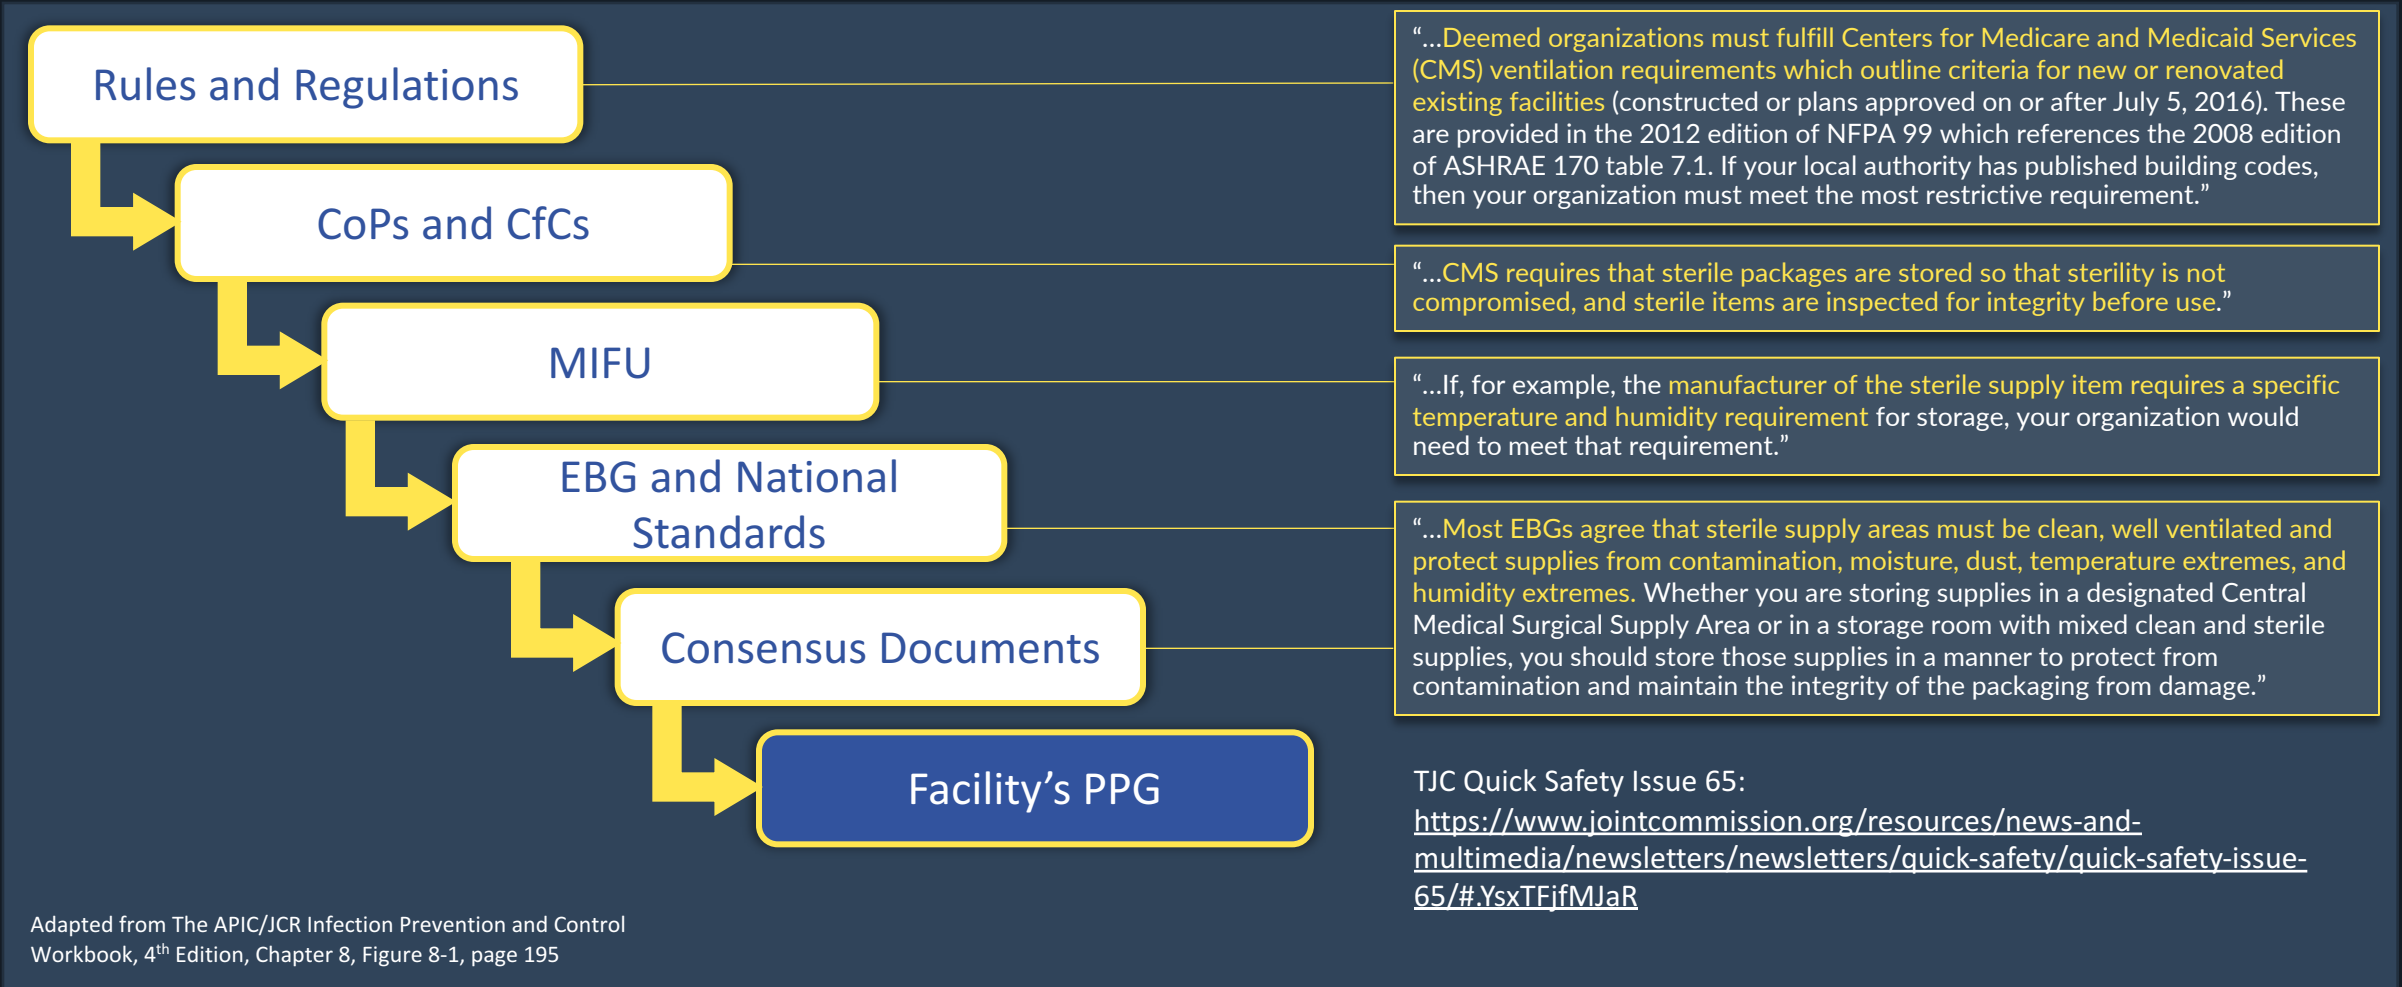 Rules and Regulations
CoPs and CfCs
MIFU
EBG and National
Standards
Consensus Documents
Facility’s PPG
“...Deemed organizations must fulfill Centers for Medicare and Medicaid Services
(CMS) ventilation requirements which outline criteria for new or renovated
existing facilities (constructed or plans approved on or after July 5, 2016). These
are provided in the 2012 edition of NFPA 99 which references the 2008 edition
of ASHRAE 170 table 7.1. If your local authority has published building codes,
then your organization must meet the most restrictive requirement.”
“...CMS requires that sterile packages are stored so that sterility is not
compromised, and sterile items are inspected for integrity before use.”
“...If, for example, the manufacturer of the sterile supply item requires a specific
temperature and humidity requirement for storage, your organization would
need to meet that requirement.”
“...Most EBGs agree that sterile supply areas must be clean, well ventilated and
protect supplies from contamination, moisture, dust, temperature extremes, and
humidity extremes. Whether you are storing supplies in a designated Central
Medical Surgical Supply Area or in a storage room with mixed clean and sterile
supplies, you should store those supplies in a manner to protect from
contamination and maintain the integrity of the packaging from damage.”
TJC Quick Safety Issue 65:
https://www.jointcommission.org/resources/news-and-
multimedia/newsletters/newsletters/quick-safety/quick-safety-issue-
65/#.YsxTFjfMJaR
Adapted from The APIC/JCR Infection Prevention and Control
Workbook, 4th Edition, Chapter 8, Figure 8-1, page 195